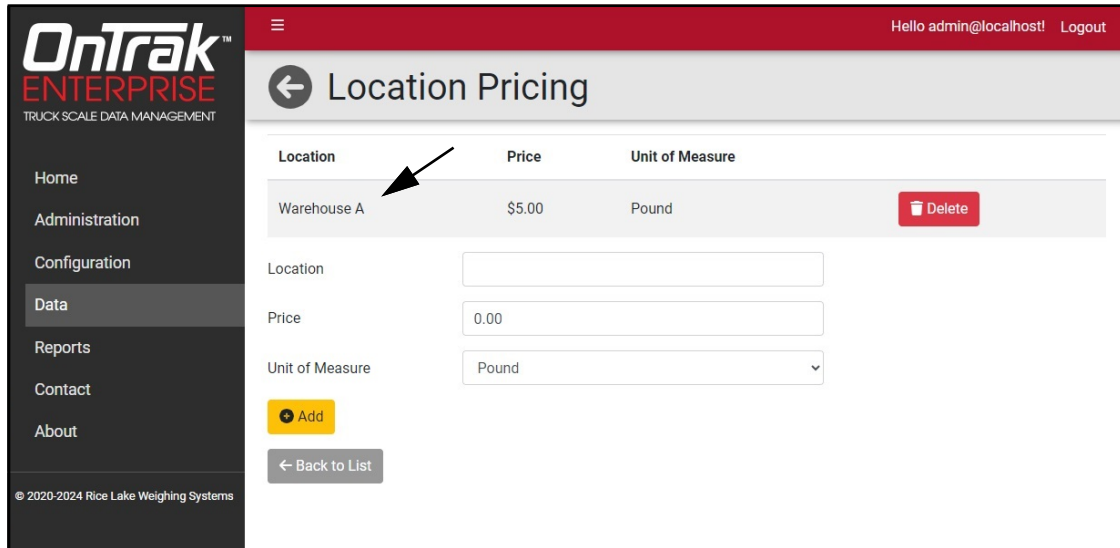 OnTrak™
ENTERPRISE
TRUCK SCALE DATA MANAGEMENT
Home
Administration
Configuration
Data
Reports
Contact
About
© 2020-2024 Rice Lake Weighing Systems
Hello admin@localhost! Logout
Location Pricing
Location Price Unit of Measure
Warehouse A $5.00 Pound Delete
Location
Price 0.00
Unit of Measure Pound
Add
Back to List